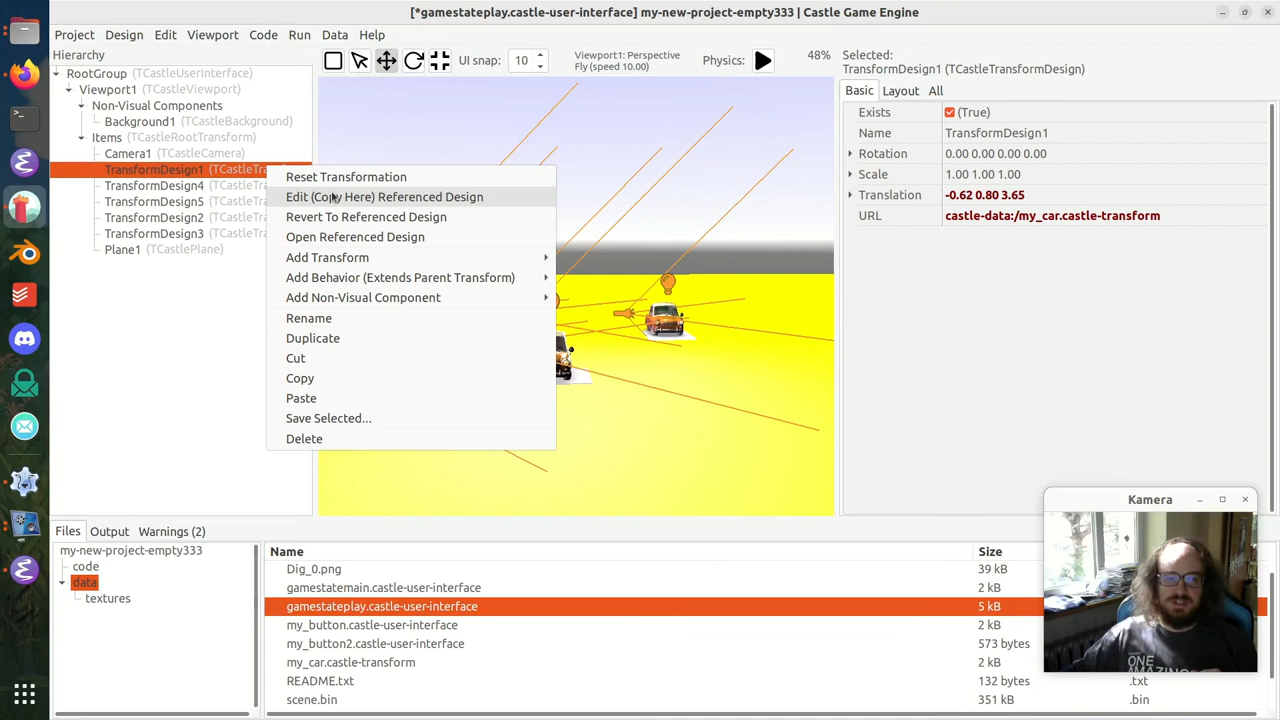 [*gamestateplay.castle-user-interface] my-new-project-empty333 | Castle Game Engine
Project Design Edit Viewport Code Run Data Help
Hierarchy
RootGroup (TCastleUserInterface)
Viewport1 (TCastleViewport)
Non-Visual Components
Background1 (TCastleBackground)
Items (TCastleRootTransform)
Camera1 (TCastleCamera)
TransformDesign1 (TCastleTra
TransformDesign4 (TCastleTra
TransformDesign5 (TCastleTra
TransformDesign2 (TCastleTra
TransformDesign3 (TCastleTra
Plane1 (TCastlePlane)
UI snap: 10
Viewport1: Perspective
Fly (speed 10.00)
Physics:
48%
Reset Transformation
Edit (Copy Here) Referenced Design
Revert To Referenced Design
Open Referenced Design
Add Transform
Add Behavior (Extends Parent Transform)
Add Non-Visual Component
Rename
Duplicate
Cut
Copy
Paste
Save Selected...
Delete
Selected:
TransformDesign1 (TCastleTransformDesign)
Basic Layout All
Exists (True)
Name TransformDesign1
Rotation 0.00 0.00 0.00 0.00
Scale 1.00 1.00 1.00
Translation -0.62 0.80 3.65
URL castle-data:/my_car.castle-transform
Kamera
ONE
AMAZING
Files Output Warnings (2)
my-new-project-empty333
code
data
textures
Name Size
Dig_0.png 39 kB
gamestatemain.castle-user-interface 2 kB
gamestateplay.castle-user-interface 5 kB
my_button.castle-user-interface 2 kB
my_button2.castle-user-interface 573 bytes
my_car.castle-transform 2 kB
README.txt 132 bytes .txt
scene.bin 351 kB .bin